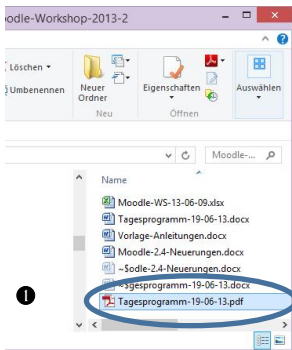 oodle-Workshop-2013-2
Löschen
Umbenennen
Neuer
Ordner
Eigenschaften
Auswählen
Neu
Öffnen
Moodle-...
Name
Moodle-WS-13-06-09.xlsx
Tagesprogramm-19-06-13.docx
Vorlage-Anleitungen.docx
Moodle-2.4-Neuerungen.docx
~$odle-2.4-Neuerungen.docx
~$gesprogramm-19-06-13.docx
1
Tagesprogramm-19-06-13.pdf